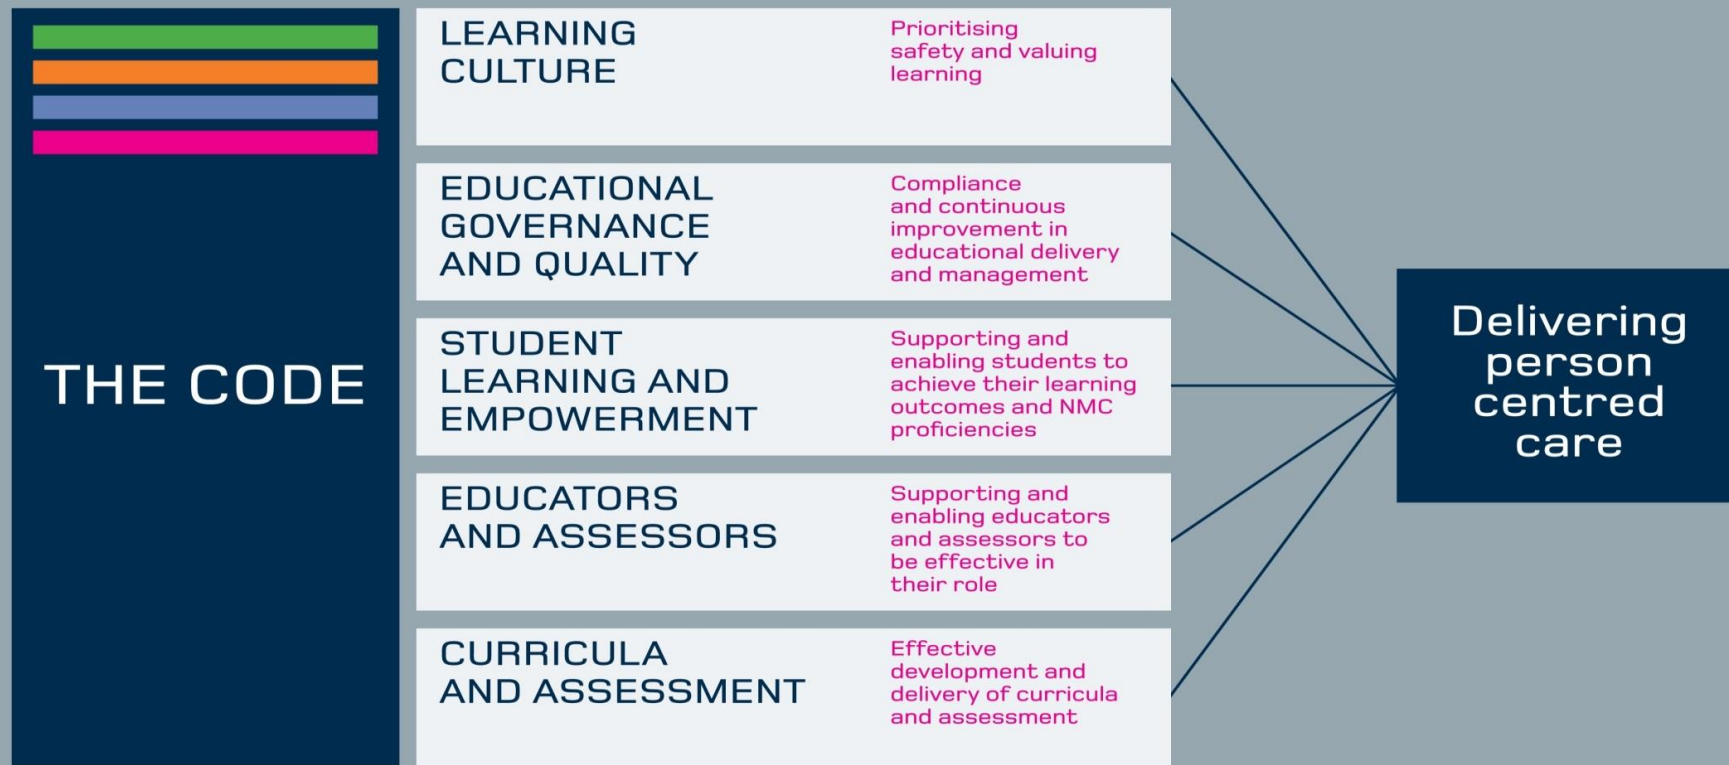 THE CODE
LEARNING
CULTURE
Prioritising
safety and valuing
learning
EDUCATIONAL
GOVERNANCE
AND QUALITY
Compliance
and continuous
improvement in
educational delivery
and management
STUDENT
LEARNING AND
EMPOWERMENT
Supporting and
enabling students to
achieve their learning
outcomes and NMC
proficiencies
EDUCATORS
AND ASSESSORS
Supporting and
enabling educators
and assessors to
be effective in
their role
CURRICULA
AND ASSESSMENT
Effective
development and
delivery of curricula
and assessment
Delivering
person
centred
care